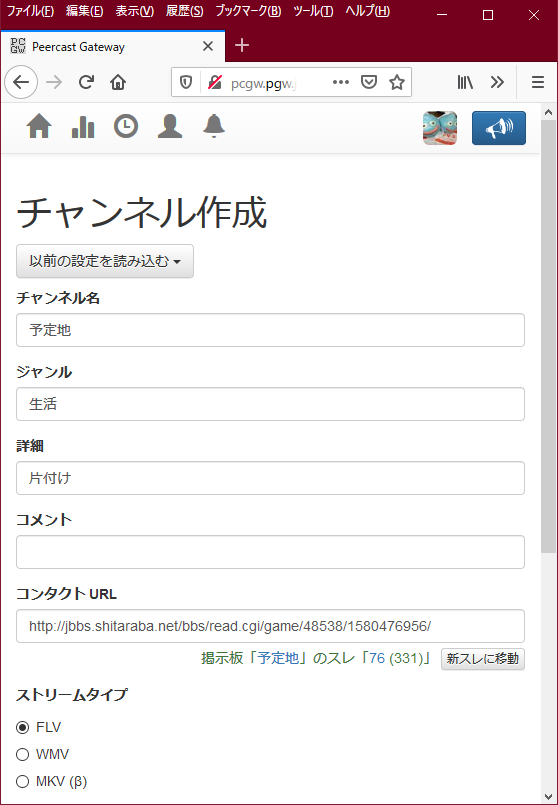 ファイル(F) 編集(E) 表示(V) 履歴(S) ブックマーク(B) ツール(T) ヘルプ(H)
PC GW Peercast Gateway
pcgw.pgw.
チャンネル作成
以前の設定を読み込む
チャンネル名
予定地
ジャンル
生活
詳細
片付け
コメント
コンタクト URL
http://jbbs.shitaraba.net/bbs/read.cgi/game/48538/1580476956/
掲示板「予定地」のスレ「76 (331)」 新スレに移動
ストリームタイプ
FLV
WMV
MKV (β)